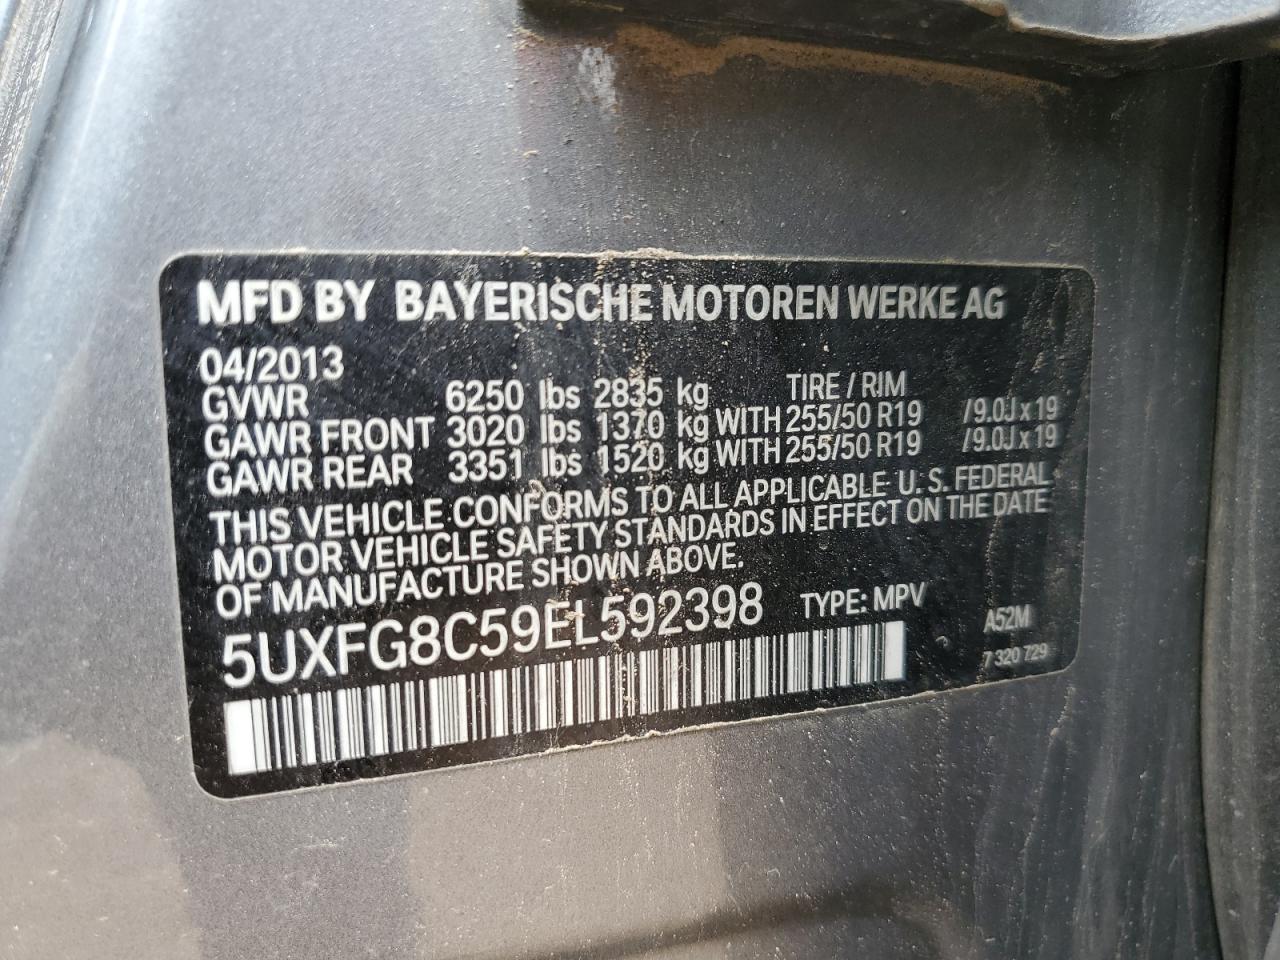 MFD BY BAYERISCHE MOTOREN WERKE AG
04/2013
GVWR 6250 lbs 2835 kg TIRE / RIM
GAWR FRONT 3020 lbs 1370 kg WITH 255/50 R19 / 9.0J x 19
GAWR REAR 3351 lbs 1520 kg WITH 255/50 R19 / 9.0J x 19
THIS VEHICLE CONFORMS TO ALL APPLICABLE U.S. FEDERAL
MOTOR VEHICLE SAFETY STANDARDS IN EFFECT ON THE DATE
OF MANUFACTURE SHOWN ABOVE.
5UXFG8C59EL592398 TYPE: MPV
A52M
7 320 729